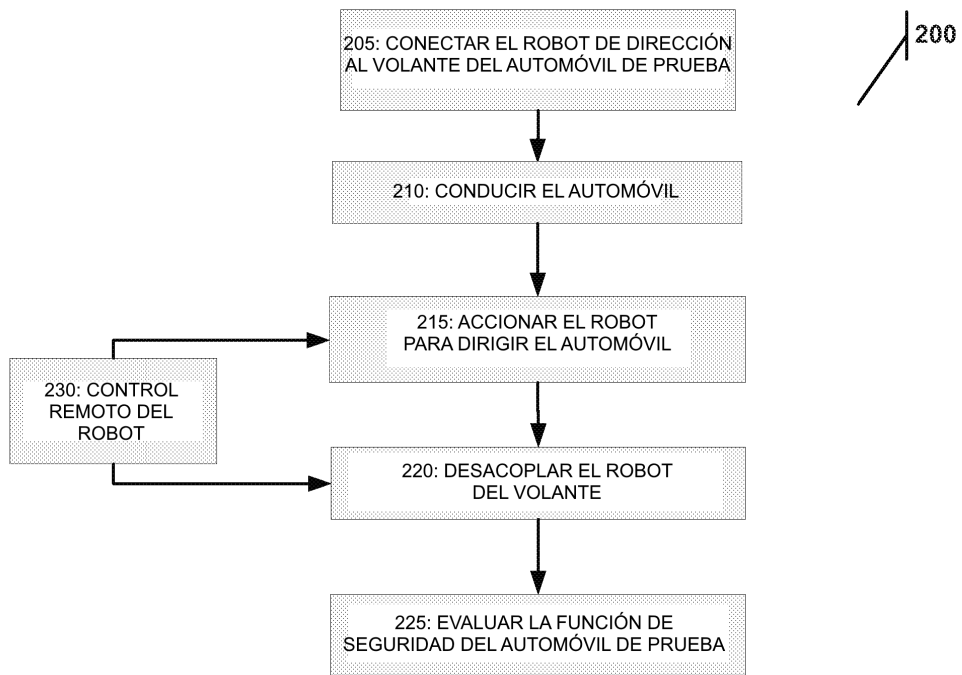 205: CONECTAR EL ROBOT DE DIRECCIÓN
AL VOLANTE DEL AUTOMÓVIL DE PRUEBA
200
210: CONDUCIR EL AUTOMÓVIL
215: ACCIONAR EL ROBOT
PARA DIRIGIR EL AUTOMÓVIL
230: CONTROL
REMOTO DEL
ROBOT
220: DESACOPLAR EL ROBOT
DEL VOLANTE
225: EVALUAR LA FUNCIÓN DE
SEGURIDAD DEL AUTOMÓVIL DE PRUEBA